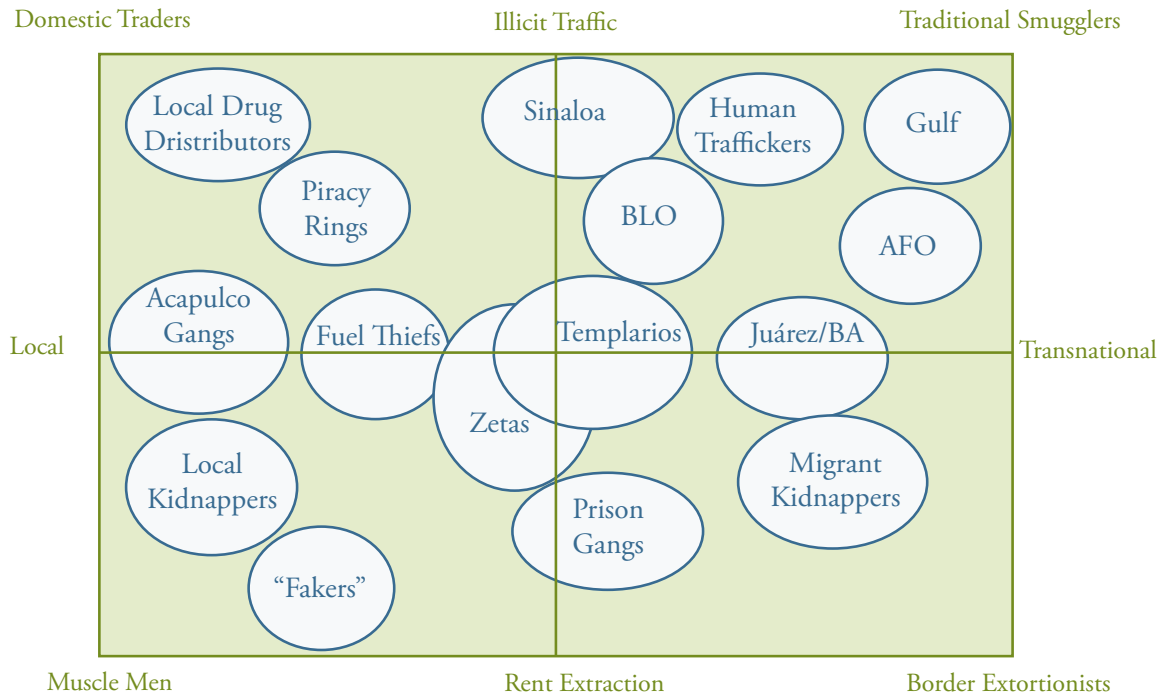 Domestic Traders
Illicit Traffic
Traditional Smugglers
Local Drug
Dristributors
Sinaloa
Human
Traffickers
Gulf
Piracy
Rings
BLO
AFO
Acapulco
Gangs
Fuel Thiefs
Templarios
Juárez/BA
Local
Transnational
Zetas
Local
Kidnappers
Migrant
Kidnappers
Prison
Gangs
“Fakers”
Muscle Men
Rent Extraction
Border Extortionists